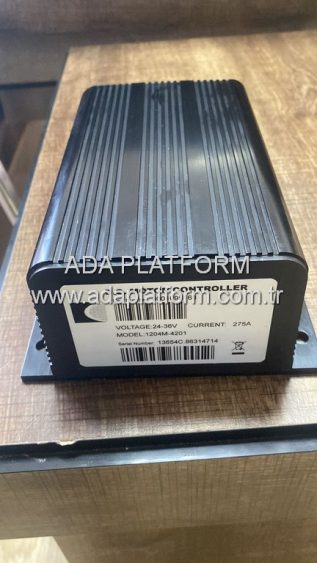 ADA PLATFORM
www.adaplatform.com.tr
CONTROLLER
VOLTAGE:24-36V CURRENT: 275A
MODEL:1204M-4201
Serial Number: 13654C.86314714